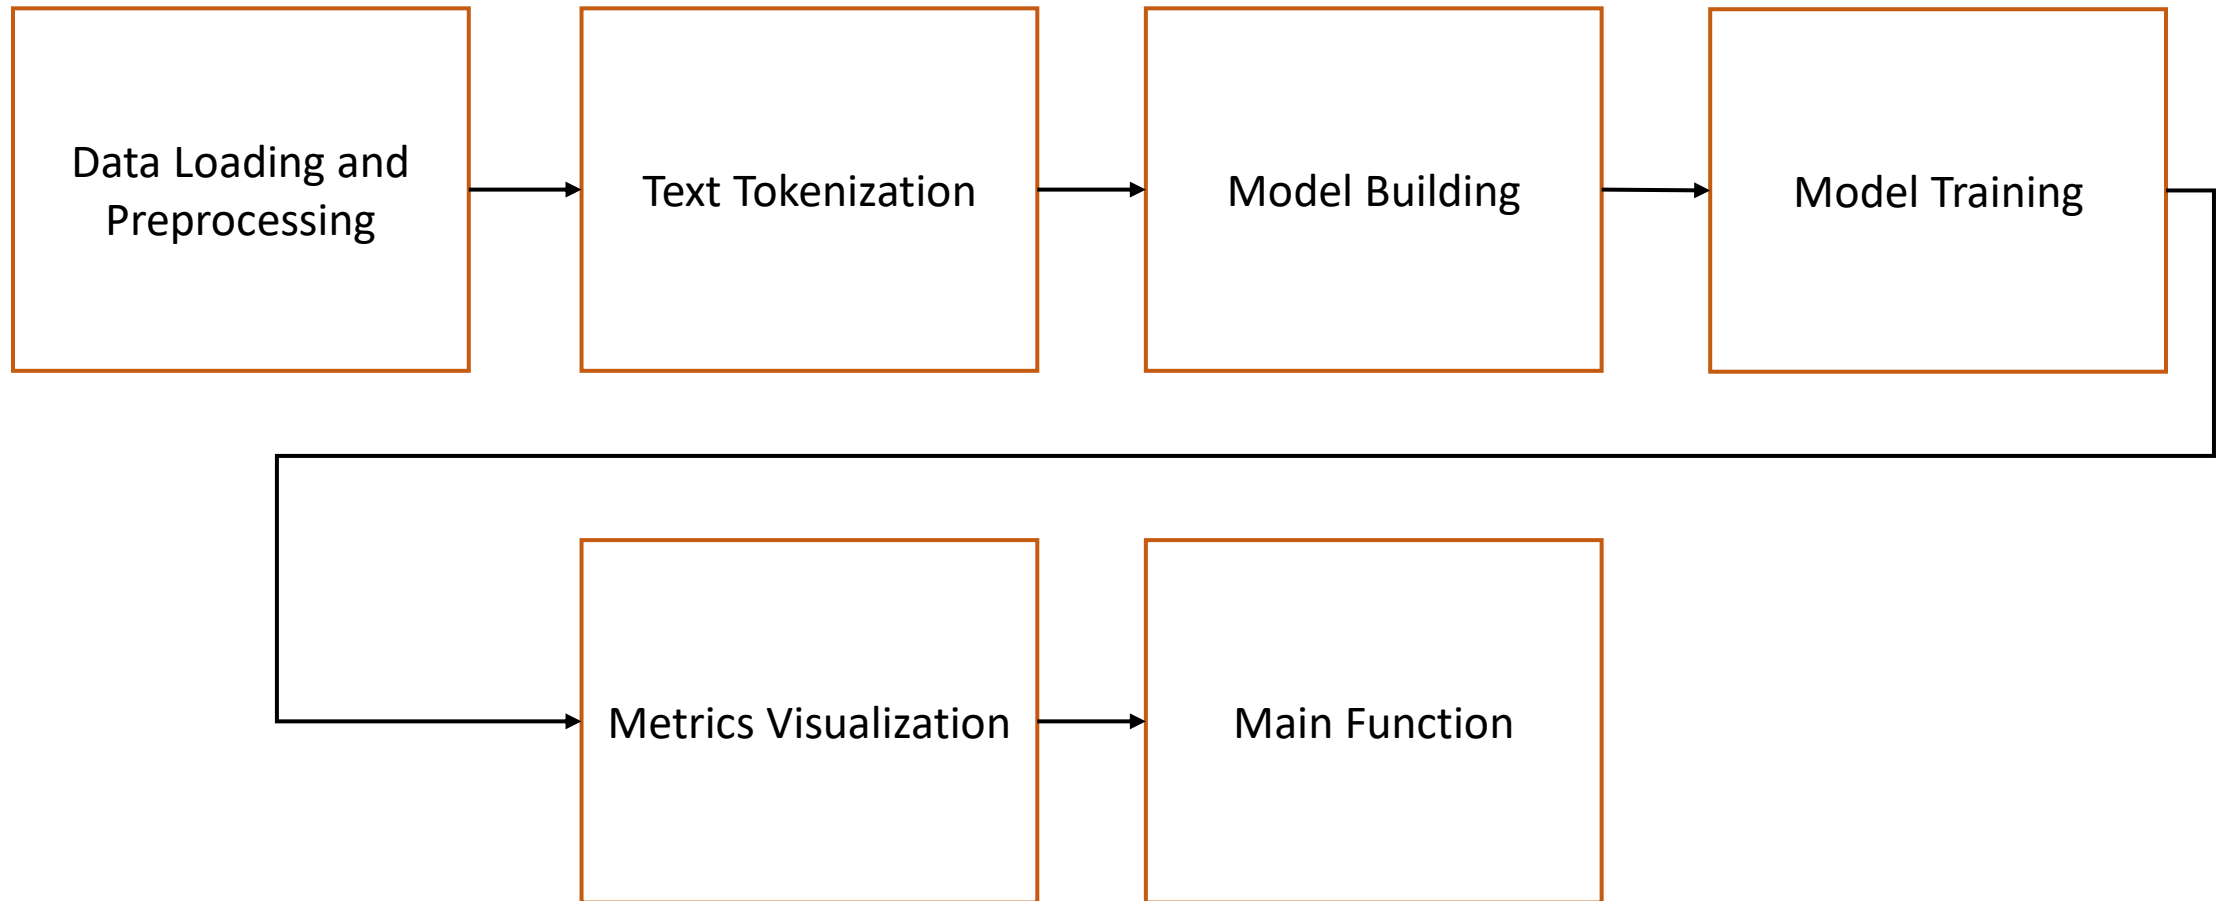 Data Loading and
Preprocessing
Text Tokenization
Model Building
Model Training
Metrics Visualization
Main Function